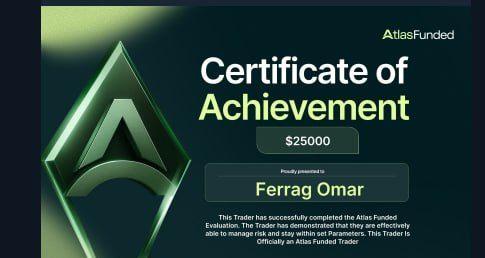 AtlasFunded
Certificate of
Achievement
$25000
Proudly presented to
Ferrag Omar
This Trader has successfully completed the Atlas Funded
Evaluation. The Trader has demonstrated that they are effectively
able to manage risk and stay within set Parameters. This Trader Is
Officially an Atlas Funded Trader